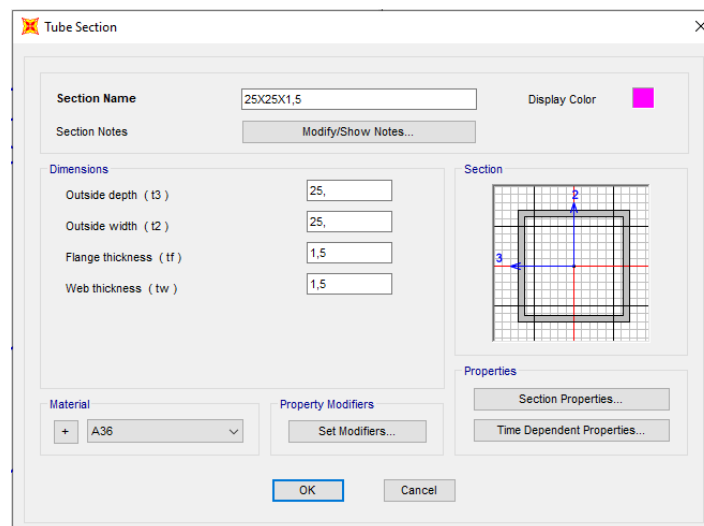 Tube Section
Section Name 25X25X1,5 Display Color
Section Notes Modify/Show Notes...
Dimensions
Outside depth ( t3 ) 25,
Outside width ( t2 ) 25,
Flange thickness ( tf ) 1,5
Web thickness ( tw ) 1,5
Section
2
3
Properties
Section Properties...
Time Dependent Properties...
Material
+ A36
Property Modifiers
Set Modifiers...
OK Cancel